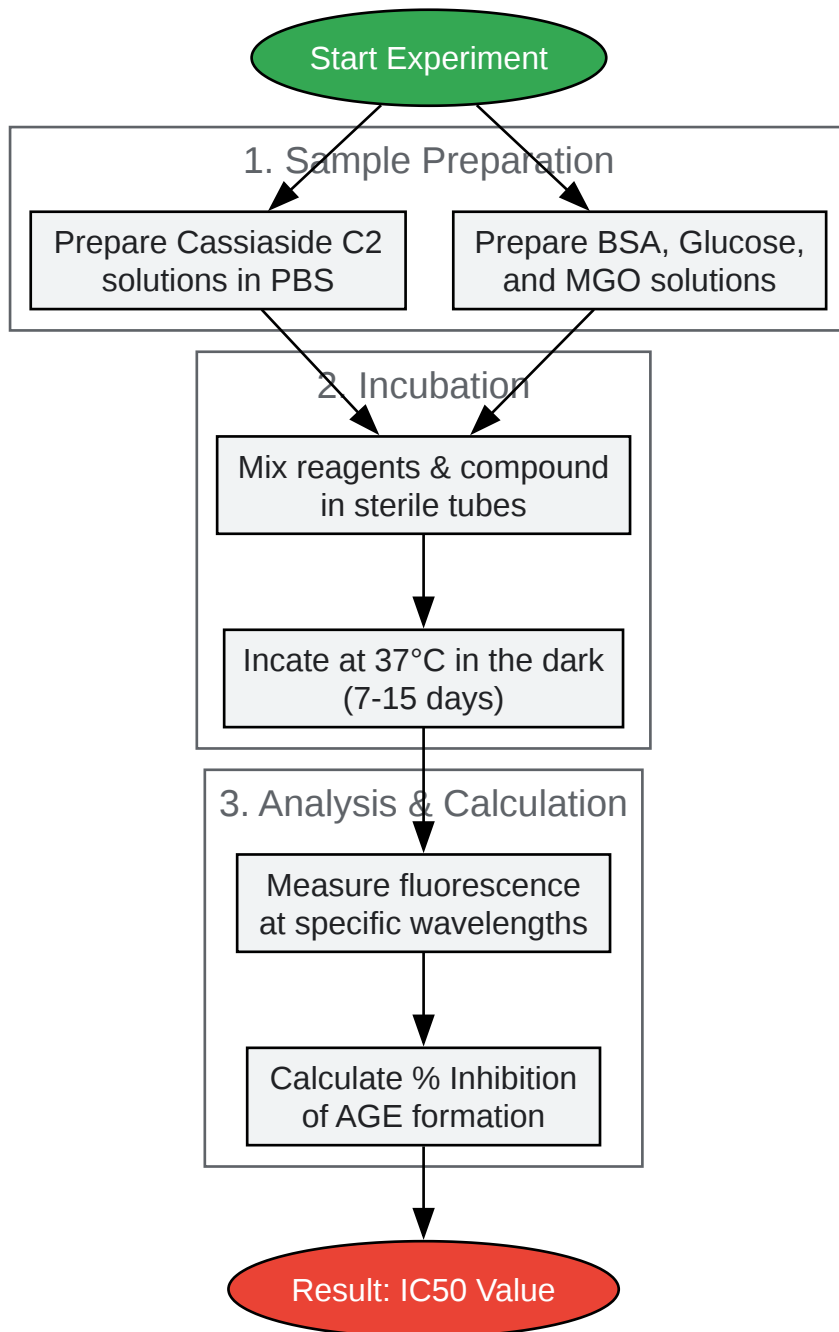 Start Experiment
1. Sample Preparation
Prepare Cassiaside C2
solutions in PBS
Prepare BSA, Glucose,
and MGO solutions
2. Incubation
Mix reagents & compound
in sterile tubes
Incate at 37°C in the dark
(7-15 days)
3. Analysis & Calculation
Measure fluorescence
at specific wavelengths
Calculate % Inhibition
of AGE formation
Result: IC50 Value